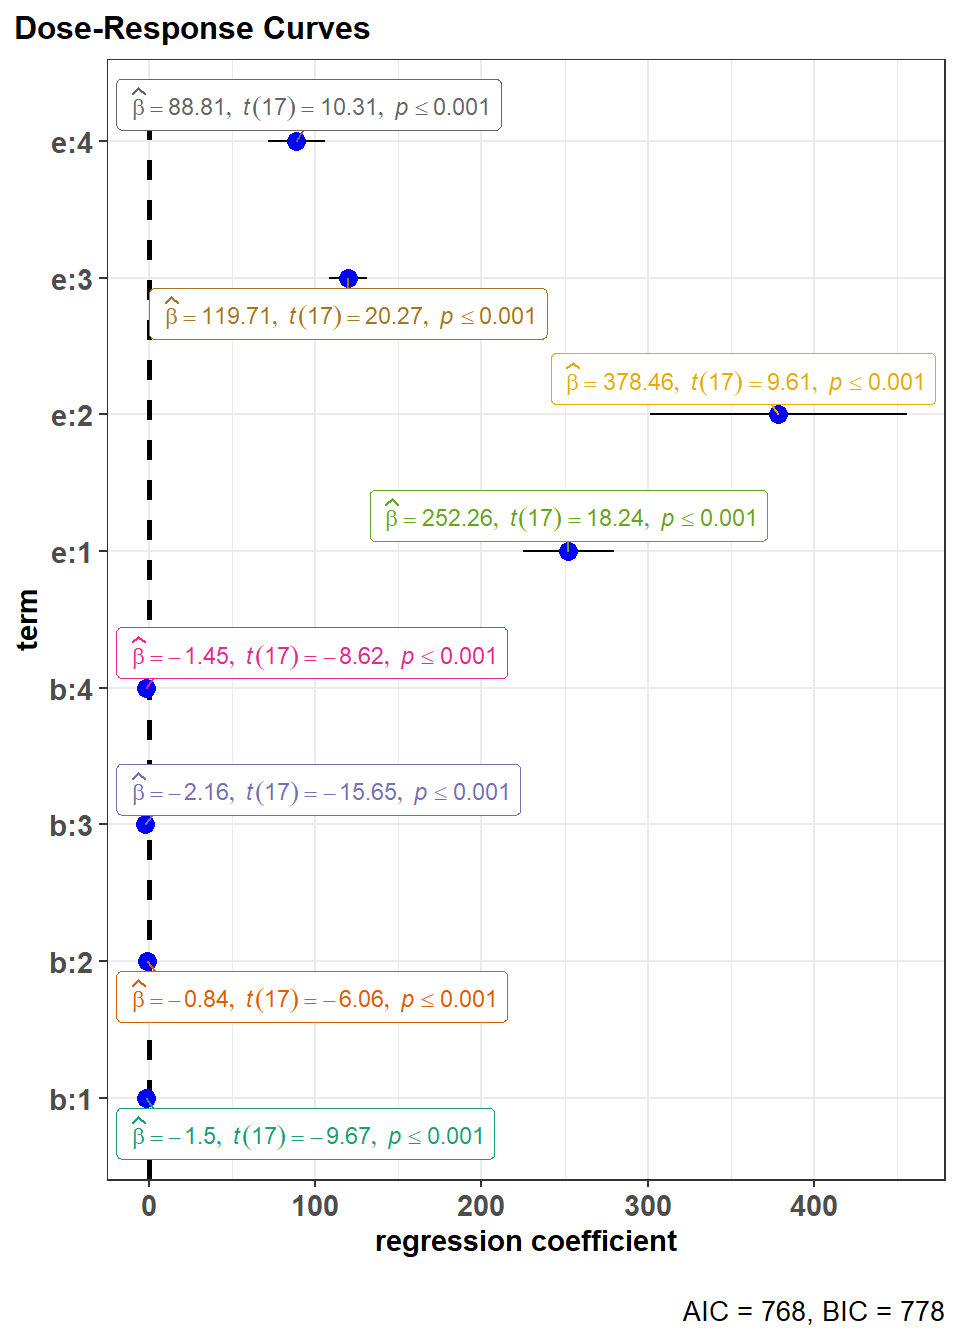 Dose-Response Curves
β̂ = 88.81, t(17) = 10.31, p ≤ 0.001
e:4
e:3
β̂ = 119.71, t(17) = 20.27, p ≤ 0.001
β̂ = 378.46, t(17) = 9.61, p ≤ 0.001
e:2
β̂ = 252.26, t(17) = 18.24, p ≤ 0.001
e:1
term
β̂ = −1.45, t(17) = −8.62, p ≤ 0.001
b:4
β̂ = −2.16, t(17) = −15.65, p ≤ 0.001
b:3
b:2
β̂ = −0.84, t(17) = −6.06, p ≤ 0.001
b:1
β̂ = −1.5, t(17) = −9.67, p ≤ 0.001
0 100 200 300 400
regression coefficient
AIC = 768, BIC = 778